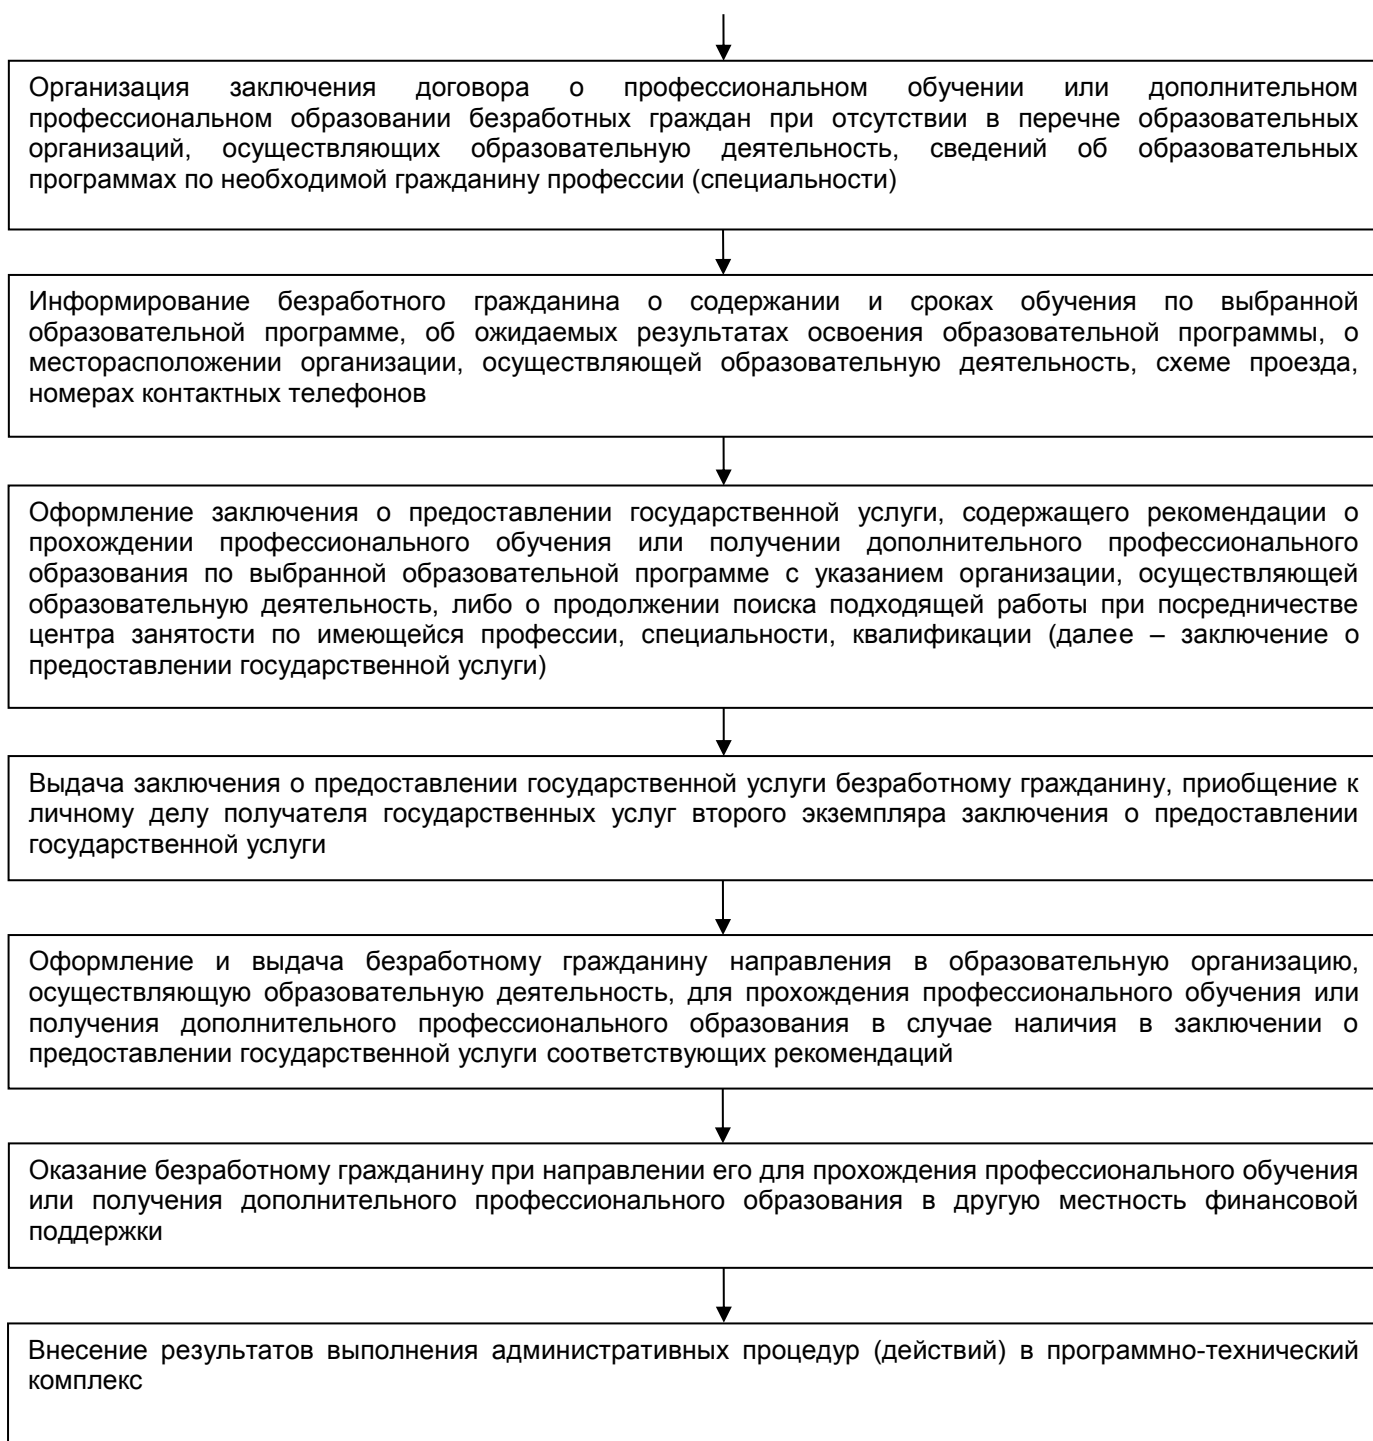 Организация заключения договора о профессиональном обучении или дополнительном
профессиональном образовании безработных граждан при отсутствии в перечне образовательных
организаций, осуществляющих образовательную деятельность, сведений об образовательных
программах по необходимой гражданину профессии (специальности)
Информирование безработного гражданина о содержании и сроках обучения по выбранной
образовательной программе, об ожидаемых результатах освоения образовательной программы, о
месторасположении организации, осуществляющей образовательную деятельность, схеме проезда,
номерах контактных телефонов
Оформление заключения о предоставлении государственной услуги, содержащего рекомендации о
прохождении профессионального обучения или получении дополнительного профессионального
образования по выбранной образовательной программе с указанием организации, осуществляющей
образовательную деятельность, либо о продолжении поиска подходящей работы при посредничестве
центра занятости по имеющейся профессии, специальности, квалификации (далее – заключение о
предоставлении государственной услуги)
Выдача заключения о предоставлении государственной услуги безработному гражданину, приобщение к
личному делу получателя государственных услуг второго экземпляра заключения о предоставлении
государственной услуги
Оформление и выдача безработному гражданину направления в образовательную организацию,
осуществляющую образовательную деятельность, для прохождения профессионального обучения или
получения дополнительного профессионального образования в случае наличия в заключении о
предоставлении государственной услуги соответствующих рекомендаций
Оказание безработному гражданину при направлении его для прохождения профессионального обучения
или получения дополнительного профессионального образования в другую местность финансовой
поддержки
Внесение результатов выполнения административных процедур (действий) в программно-технический
комплекс